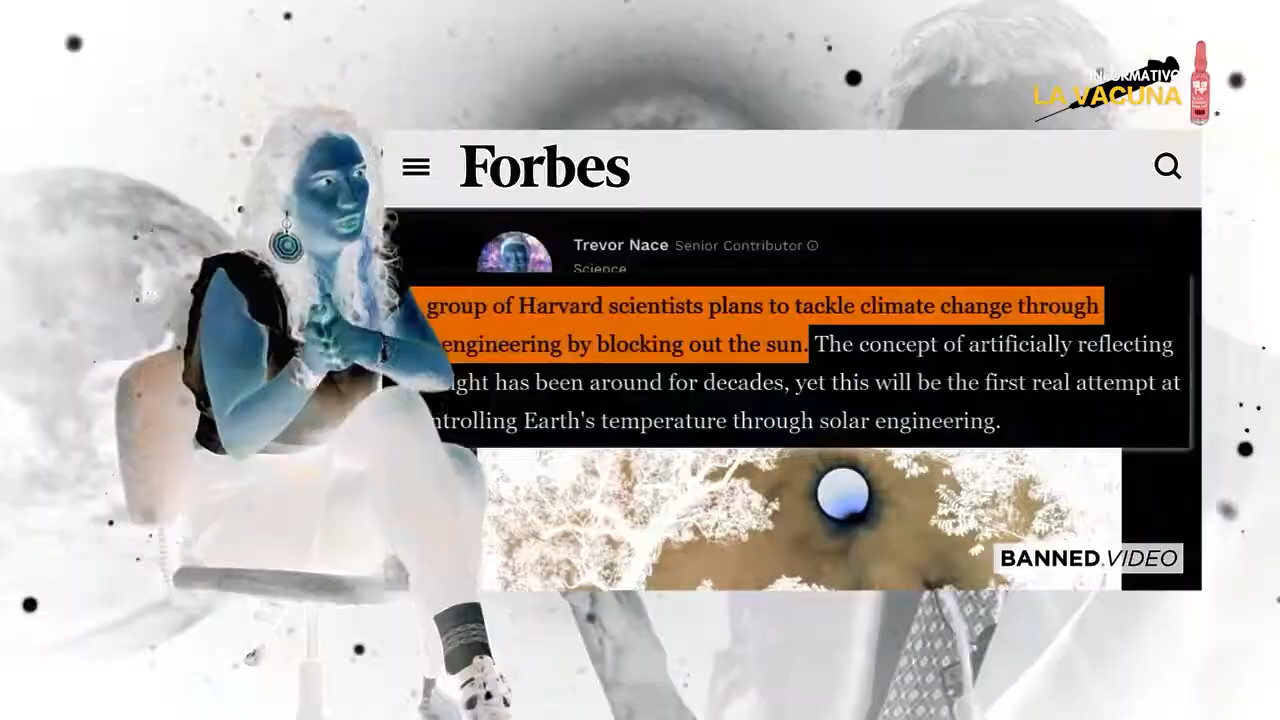 INFORMATIVO
LA VACUNA
Forbes
Trevor Nace Senior Contributor
Science
group of Harvard scientists plans to tackle climate change through
engineering by blocking out the sun. The concept of artificially reflecting
ight has been around for decades, yet this will be the first real attempt at
ntrolling Earth's temperature through solar engineering.
BANNED.VIDEO